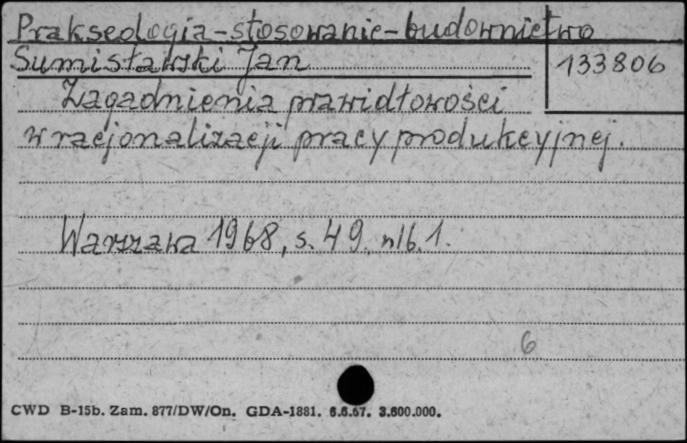 Prakseologia-stosowanie-budownictwo
Sumisławski Jan
133806
Zagadnienia prawidłowości
w racjonalizacji pracy produkcyjnej.
Warszawa 1968, s. 49. nlb. 1.
6
CWD B-15b. Zam. 877/DW/On. GDA-1881. 6.6.67. 3.600.000.